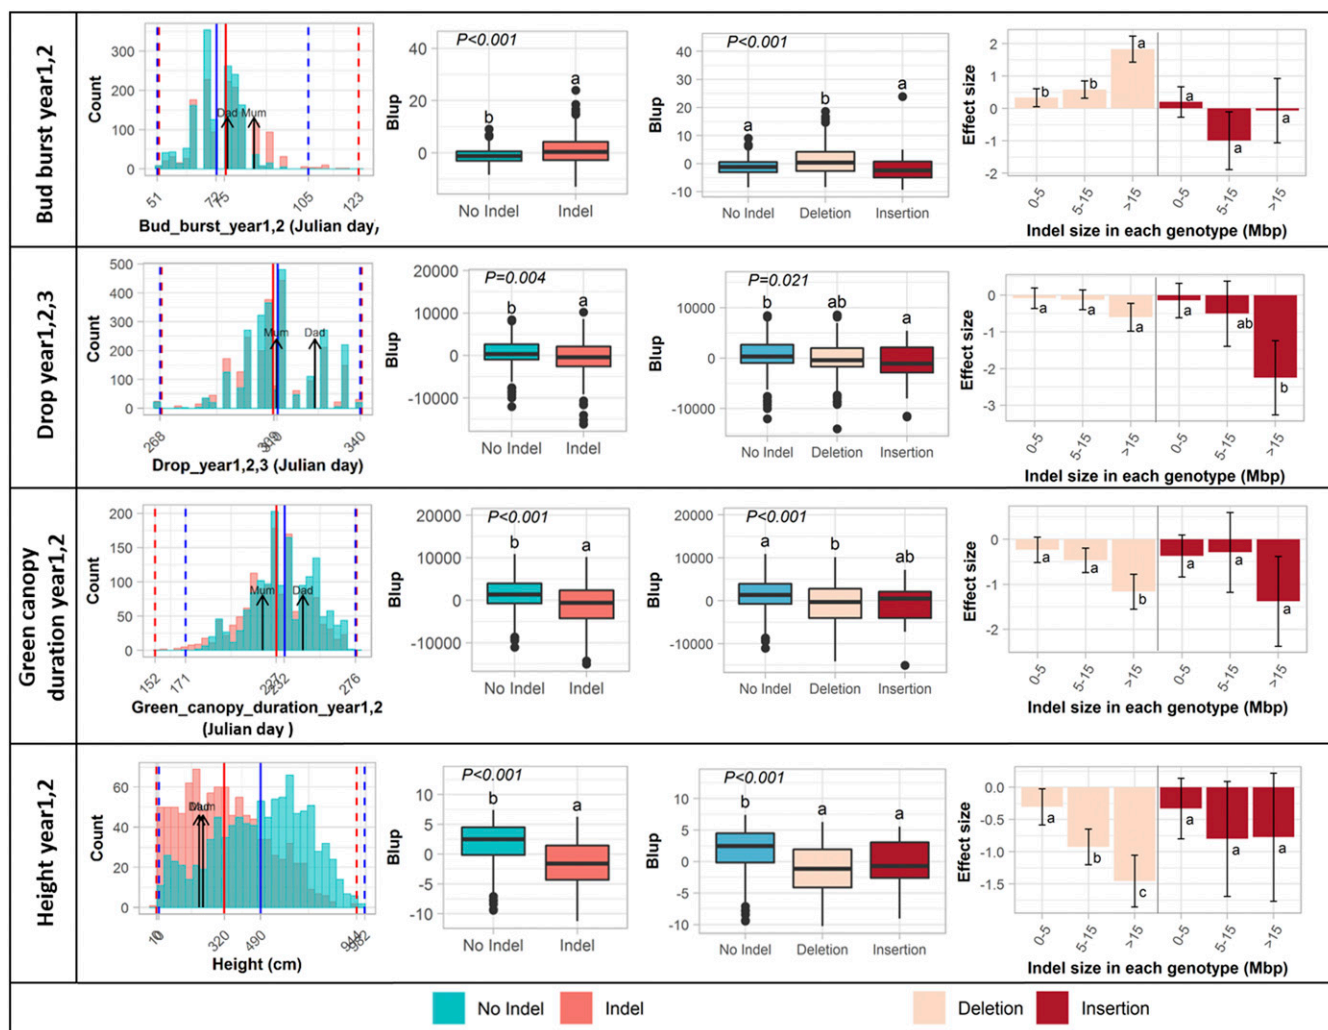 Bud burst year1,2
Count
300
200
100
0
Dad Mum
51
72
75
105
123
Bud_burst_year1,2 (Julian day,
Blup
40
20
0
P<0.001
b
a
No Indel
Indel
Blup
40
30
20
10
0
-10
P<0.001
a
b
a
No Indel
Deletion
Insertion
Effect size
2
1
0
-1
-2
b
b
a
a
a
a
0-5
5-15
>15
0-5
5-15
>15
Indel size in each genotype (Mbp)
Drop year1,2,3
Count
500
400
300
200
100
0
Mum
Dad
268
340
Drop_year1,2,3 (Julian day)
Blup
20000
10000
0
-10000
P=0.004
b
a
No Indel
Indel
Blup
10000
0
-10000
P=0.021
b
ab
a
No Indel
Deletion
Insertion
Effect size
0
-1
-2
-3
a
a
a
a
ab
b
0-5
5-15
>15
0-5
5-15
>15
Indel size in each genotype (Mbp)
Green canopy
duration year1,2
Count
200
150
100
50
0
Mum
Dad
152
171
227
232
276
Green_canopy_duration_year1,2
(Julian day )
Blup
20000
10000
0
-10000
P<0.001
b
a
No Indel
Indel
Blup
20000
10000
0
-10000
P<0.001
a
b
ab
No Indel
Deletion
Insertion
Effect size
0
-1
-2
a
a
b
a
a
a
0-5
5-15
>15
0-5
5-15
>15
Indel size in each genotype (Mbp)
Height year1,2
Count
60
40
20
0
320
490
982
Height (cm)
Blup
10
5
0
-5
-10
P<0.001
b
a
No Indel
Indel
Blup
10
5
0
-5
-10
P<0.001
b
a
a
No Indel
Deletion
Insertion
Effect size
0.0
-0.5
-1.0
-1.5
a
b
c
a
a
a
0-5
5-15
>15
0-5
5-15
>15
Indel size in each genotype (Mbp)
No Indel
Indel
Deletion
Insertion